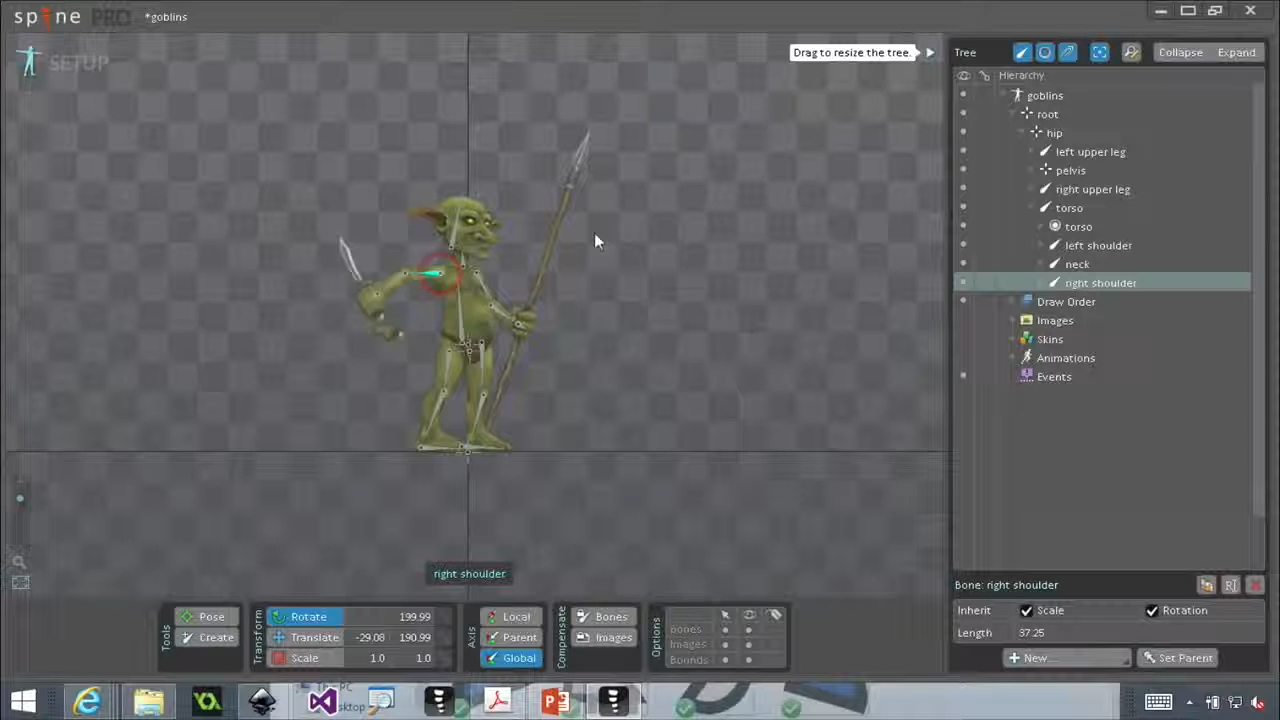 spine PRO *goblins
SETUP
Drag to resize the tree.
Tree
Collapse
Expand
Hierarchy
goblins
root
hip
left upper leg
pelvis
right upper leg
torso
torso
left shoulder
neck
right shoulder
Draw Order
Images
Skins
Animations
Events
right shoulder
Bone: right shoulder
Inherit
Scale
Rotation
Length 37.25
New...
Set Parent
Tools
Pose
Create
Transform
Rotate 199.99
Translate -29.08 190.99
Scale 1.0 1.0
Axis
Local
Parent
Global
Compensate
Bones
Images
Options
Bones
Images
Bounds
PC
sktop